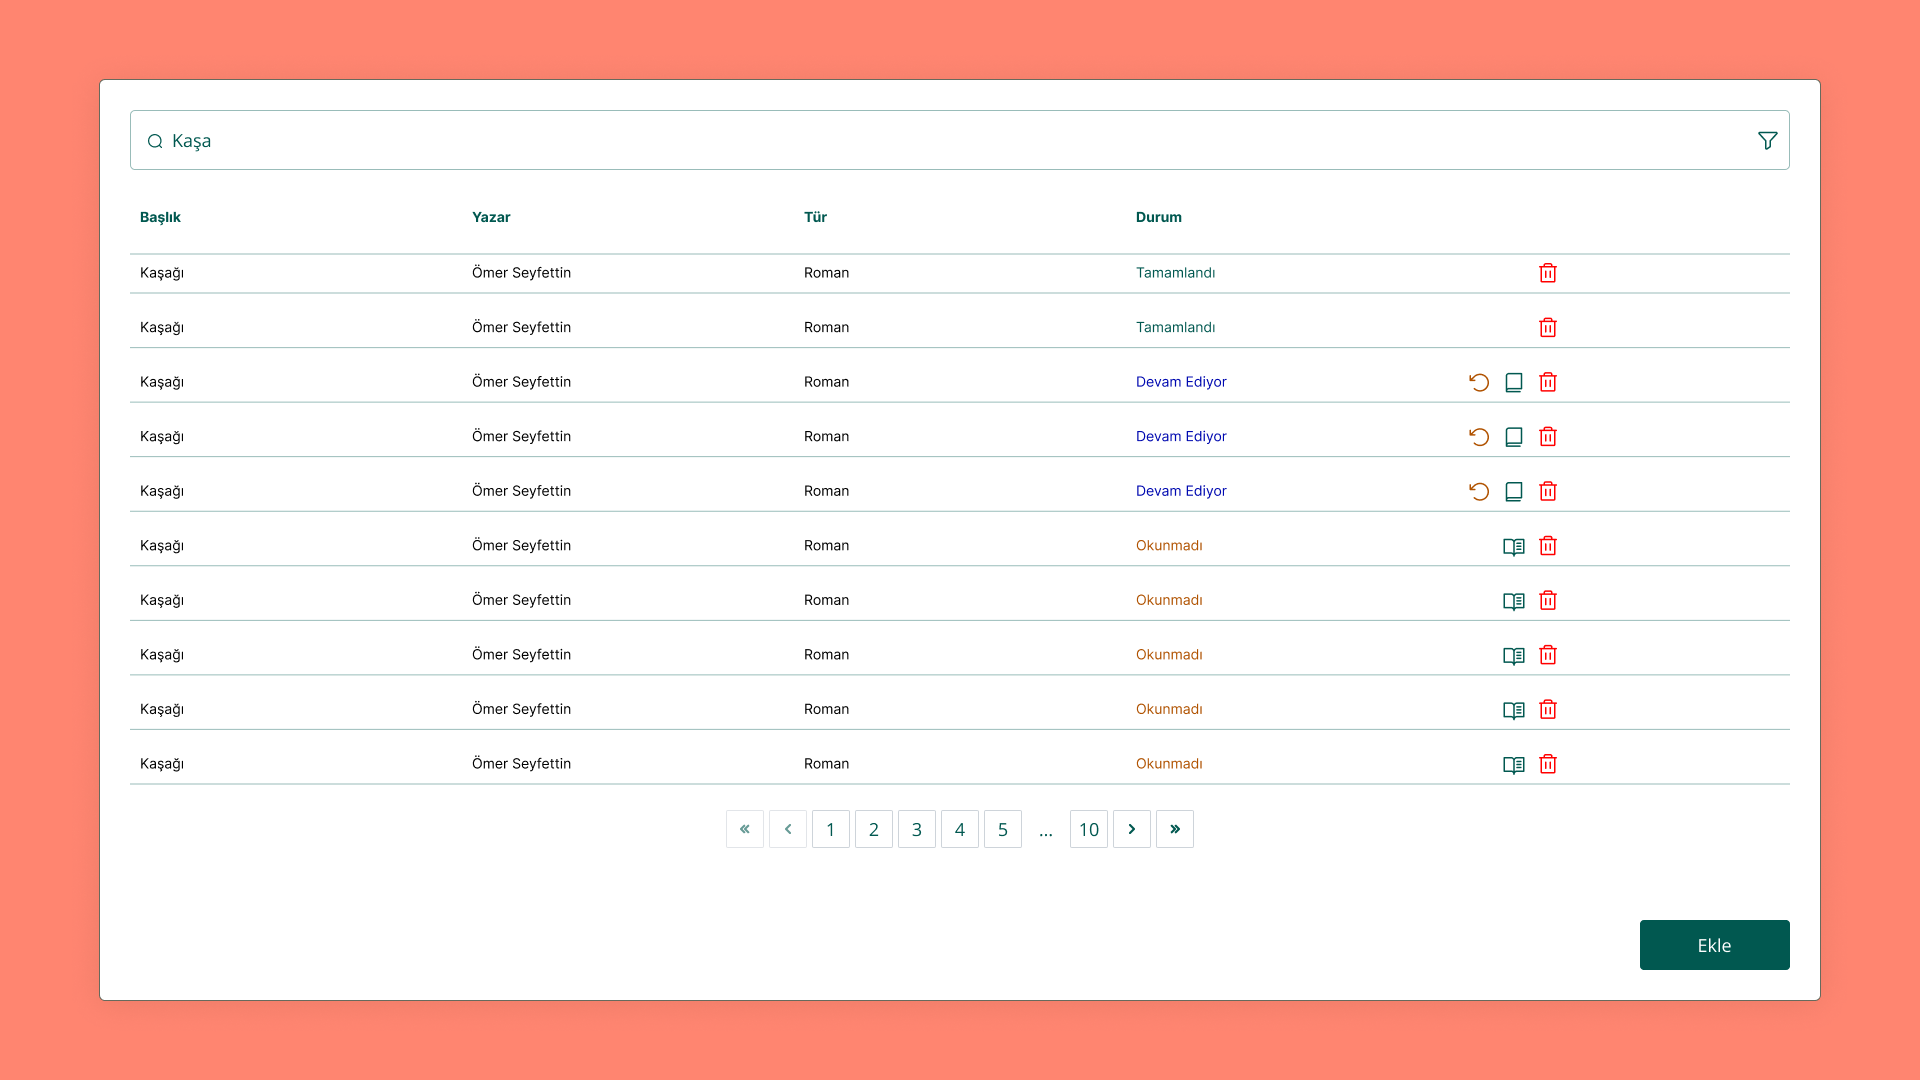 Kaşa
Başlık Yazar Tür Durum
Kaşağı Ömer Seyfettin Roman Tamamlandı
Kaşağı Ömer Seyfettin Roman Tamamlandı
Kaşağı Ömer Seyfettin Roman Devam Ediyor
Kaşağı Ömer Seyfettin Roman Devam Ediyor
Kaşağı Ömer Seyfettin Roman Devam Ediyor
Kaşağı Ömer Seyfettin Roman Okunmadı
Kaşağı Ömer Seyfettin Roman Okunmadı
Kaşağı Ömer Seyfettin Roman Okunmadı
Kaşağı Ömer Seyfettin Roman Okunmadı
Kaşağı Ömer Seyfettin Roman Okunmadı
« ‹ 1 2 3 4 5 ... 10 › »
Ekle